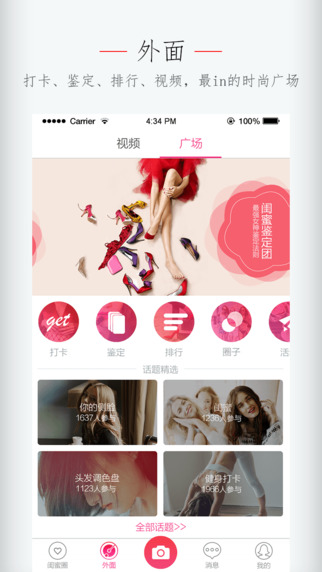 外面
打卡、鉴定、排行、视频，最in的时尚广场
Carrier 4:34 PM 100%
视频 广场
闺蜜鉴定团
最强女神鉴定法则
get
打卡 鉴定 排行 圈子 活
话题精选
你的侧脸
1637人参与
闺蜜
1236人参与
头发调色盘
1123人参与
健身打卡
1966人参与
全部话题>>
闺蜜圈 外面 消息 我的